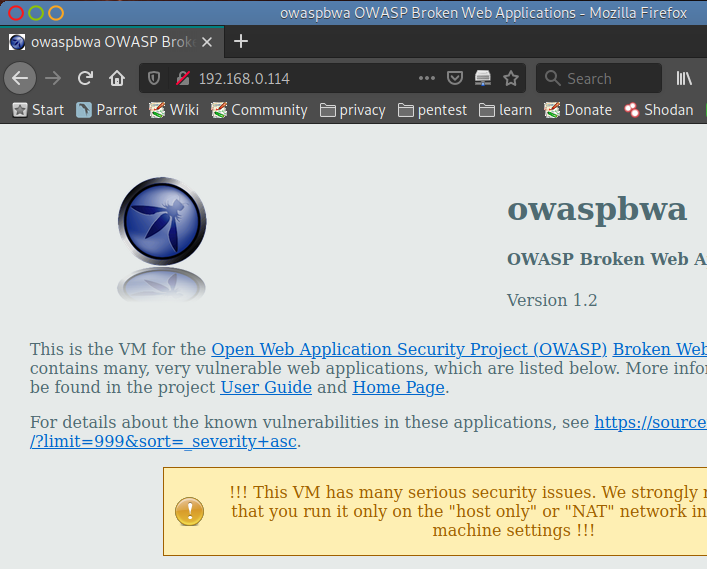 owaspbwa OWASP Broken Web Applications - Mozilla Firefox
owaspbwa OWASP Brok
192.168.0.114
Search
Start Parrot Wiki Community privacy pentest learn Donate Shodan
owaspbwa
OWASP Broken Web A
Version 1.2
This is the VM for the Open Web Application Security Project (OWASP) Broken Web
contains many, very vulnerable web applications, which are listed below. More infor
be found in the project User Guide and Home Page.
For details about the known vulnerabilities in these applications, see https://source
/?limit=999&sort=_severity+asc.
!!! This VM has many serious security issues. We strongly
that you run it only on the "host only" or "NAT" network in
machine settings !!!